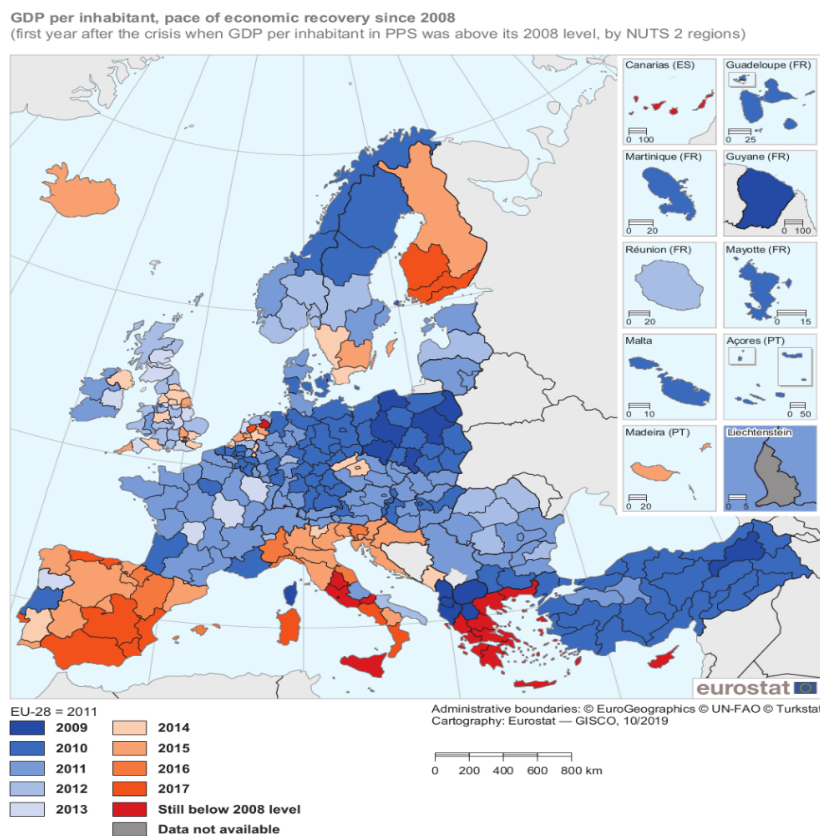 GDP per inhabitant, pace of economic recovery since 2008
(first year after the crisis when GDP per inhabitant in PPS was above its 2008 level, by NUTS 2 regions)
Canarias (ES)
0 100
Guadeloupe (FR)
0 25
Martinique (FR)
0 20
Guyane (FR)
0 100
Réunion (FR)
0 20
Mayotte (FR)
0 15
Malta
0 10
Açores (PT)
0 50
Madeira (PT)
0 20
Liechtenstein
0 5
eurostat
EU-28 = 2011
2009
2010
2011
2012
2013
2014
2015
2016
2017
Still below 2008 level
Data not available
Administrative boundaries: © EuroGeographics © UN-FAO © Turkstat
Cartography: Eurostat — GISCO, 10/2019
0 200 400 600 800 km